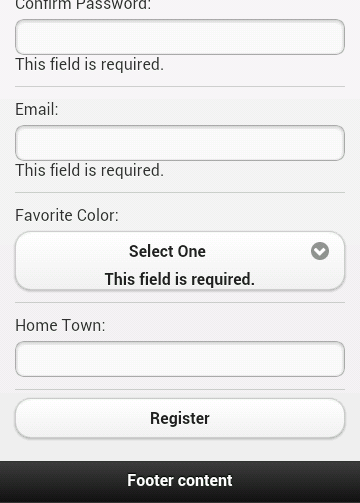 Confirm Password:
This field is required.
Email:
This field is required.
Favorite Color:
Select One
This field is required.
Home Town:
Register
Footer content